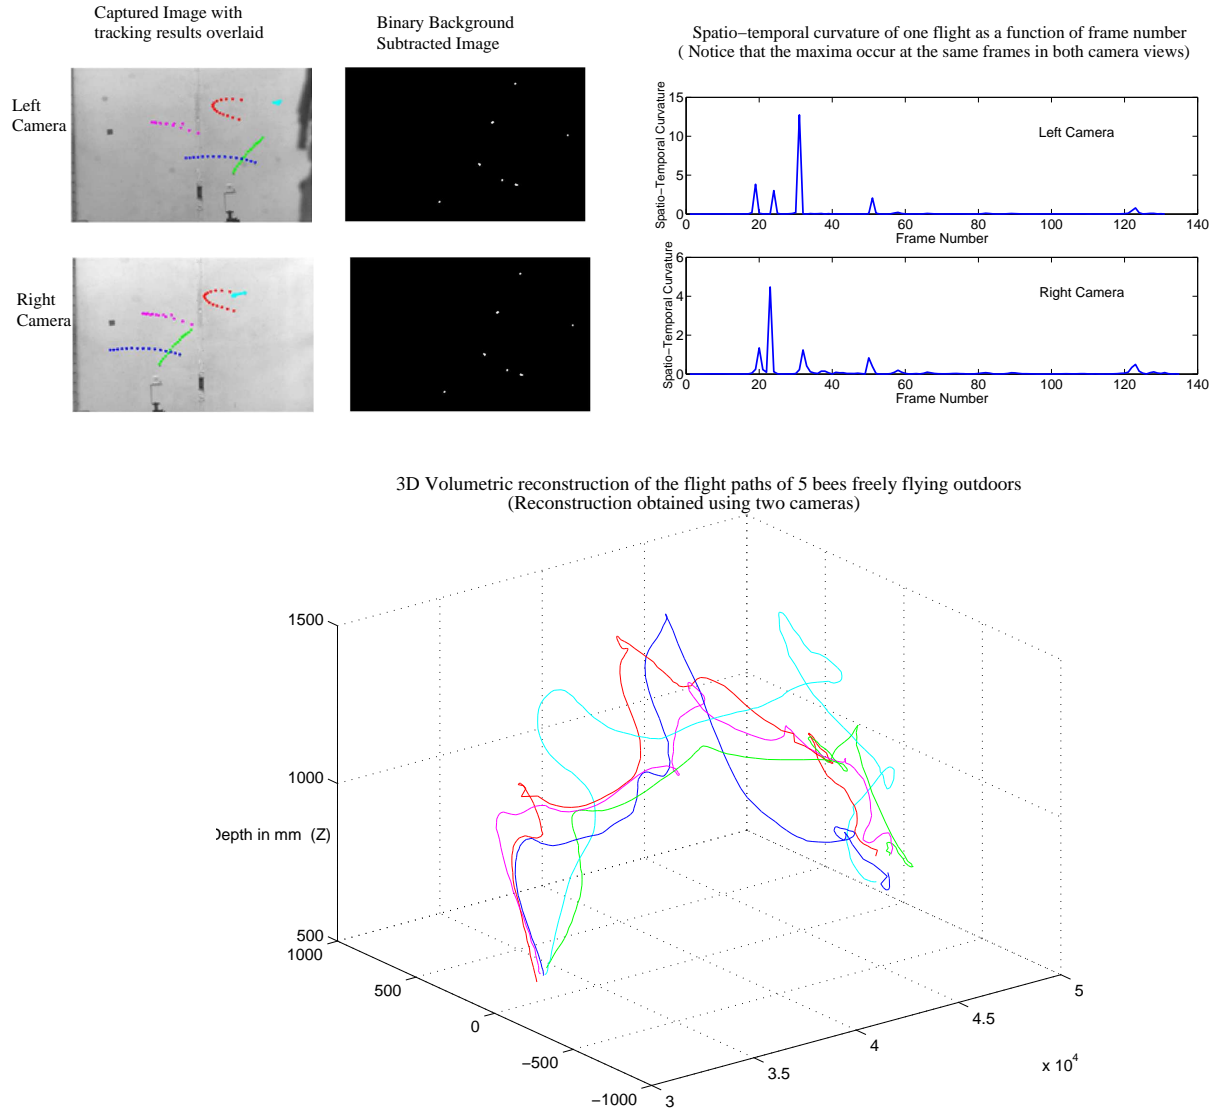 Captured Image with
tracking results overlaid
Binary Background
Subtracted Image
Spatio−temporal curvature of one flight as a function of frame number
( Notice that the maxima occur at the same frames in both camera views)
Left
Camera
Spatio−Temporal Curvature
15
10
5
0
Left Camera
0 20 40 60 80 100 120 140
Frame Number
Right
Camera
Spatio−Temporal Curvature
6
4
2
0
Right Camera
0 20 40 60 80 100 120 140
Frame Number
3D Volumetric reconstruction of the flight paths of 5 bees freely flying outdoors
(Reconstruction obtained using two cameras)
1500
1000
Depth in mm (Z)
500
1000
500
0
−500
−1000
3
3.5
4
4.5
5
x 10^4